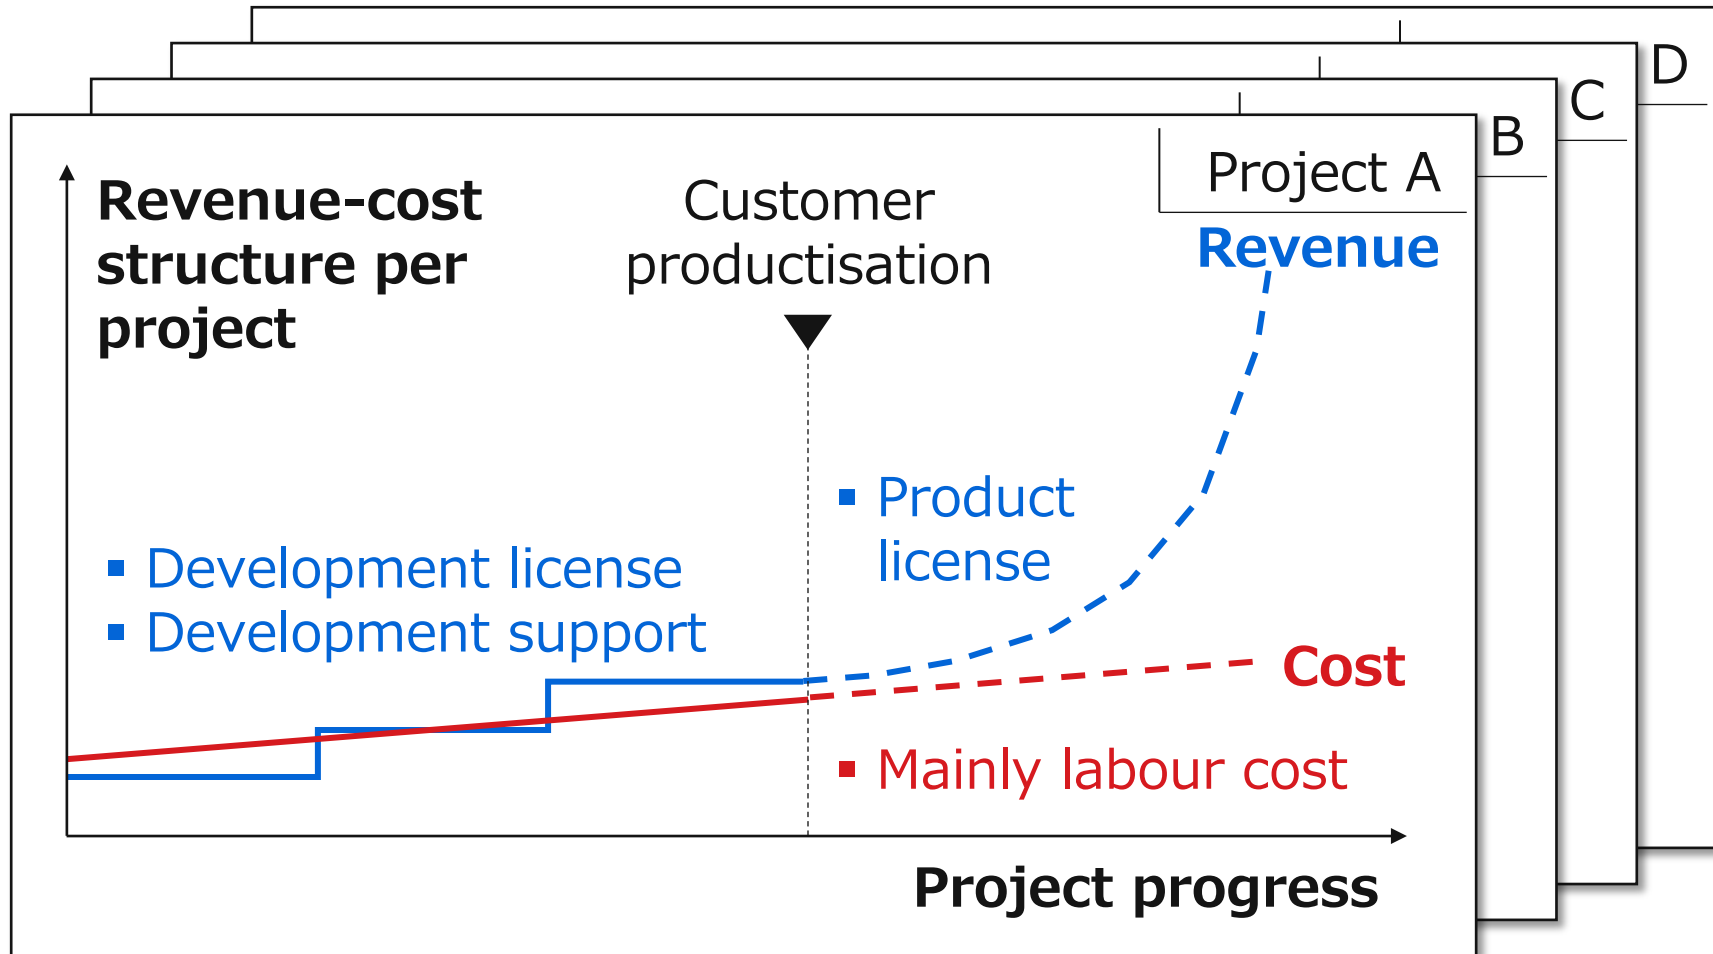 D
C
B
Project A
Revenue-cost
structure per
project
Customer
productisation
Revenue
▪ Product
license
▪ Development license
▪ Development support
Cost
▪ Mainly labour cost
Project progress